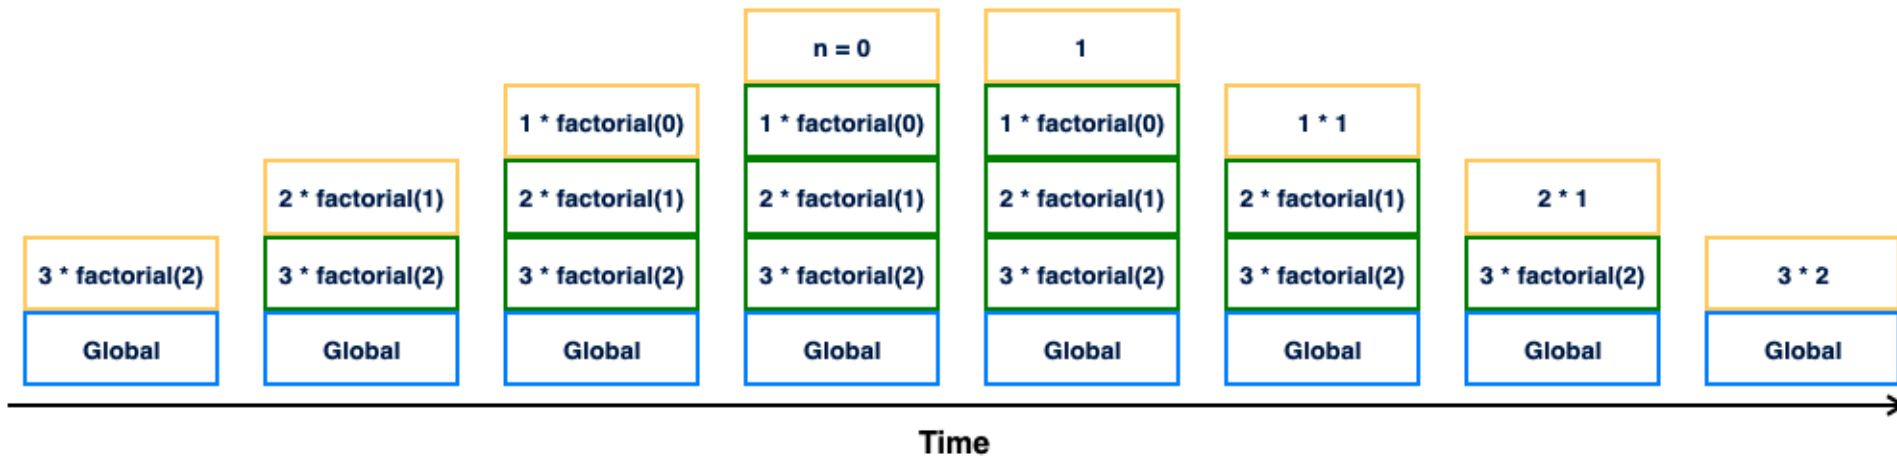 n = 0
1
1 * factorial(0)
1 * factorial(0)
1 * factorial(0)
1 * 1
2 * factorial(1)
2 * factorial(1)
2 * factorial(1)
2 * factorial(1)
2 * factorial(1)
2 * 1
3 * factorial(2)
3 * factorial(2)
3 * factorial(2)
3 * factorial(2)
3 * factorial(2)
3 * factorial(2)
3 * factorial(2)
3 * 2
Global
Global
Global
Global
Global
Global
Global
Global
Time